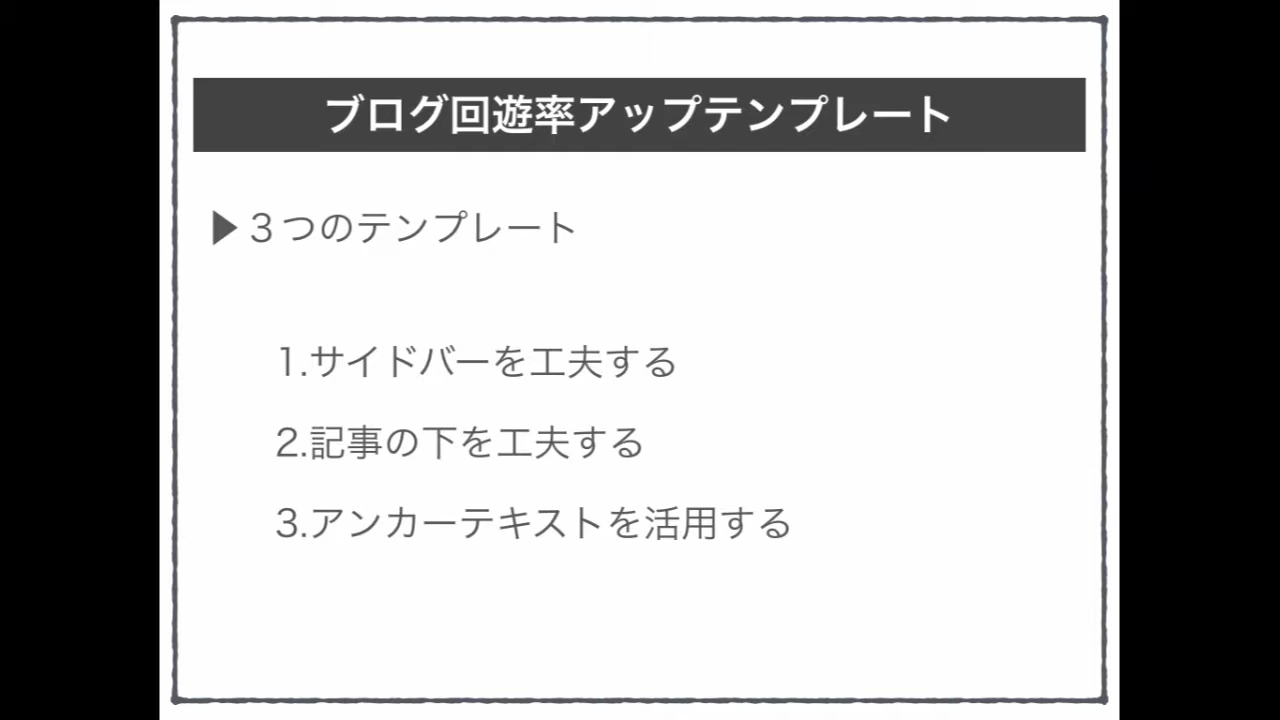 ブログ回遊率アップテンプレート
▶３つのテンプレート
1.サイドバーを工夫する
2.記事の下を工夫する
3.アンカーテキストを活用する